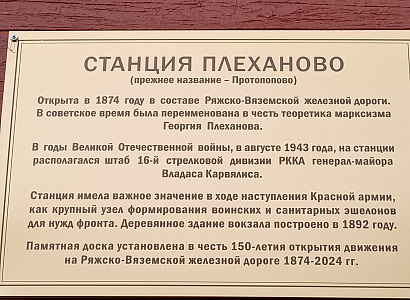 СТАНЦИЯ ПЛЕХАНОВО
(прежнее название – Протопопово)
Открыта в 1874 году в составе Ряжско-Вяземской железной дороги.
В советское время была переименована в честь теоретика марксизма
Георгия Плеханова.
В годы Великой Отечественной войны, в августе 1943 года, на станции
располагался штаб 16-й стрелковой дивизии РККА генерал-майора
Владаса Карвялиса.
Станция имела важное значение в ходе наступления Красной армии,
как крупный узел формирования воинских и санитарных эшелонов
для нужд фронта. Деревянное здание вокзала построено в 1892 году.
Памятная доска установлена в честь 150-летия открытия движения
на Ряжско-Вяземской железной дороге 1874-2024 гг.